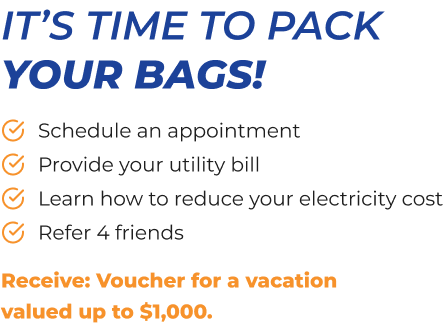 IT’S TIME TO PACK
YOUR BAGS!
Schedule an appointment
Provide your utility bill
Learn how to reduce your electricity cost
Refer 4 friends
Receive: Voucher for a vacation
valued up to $1,000.